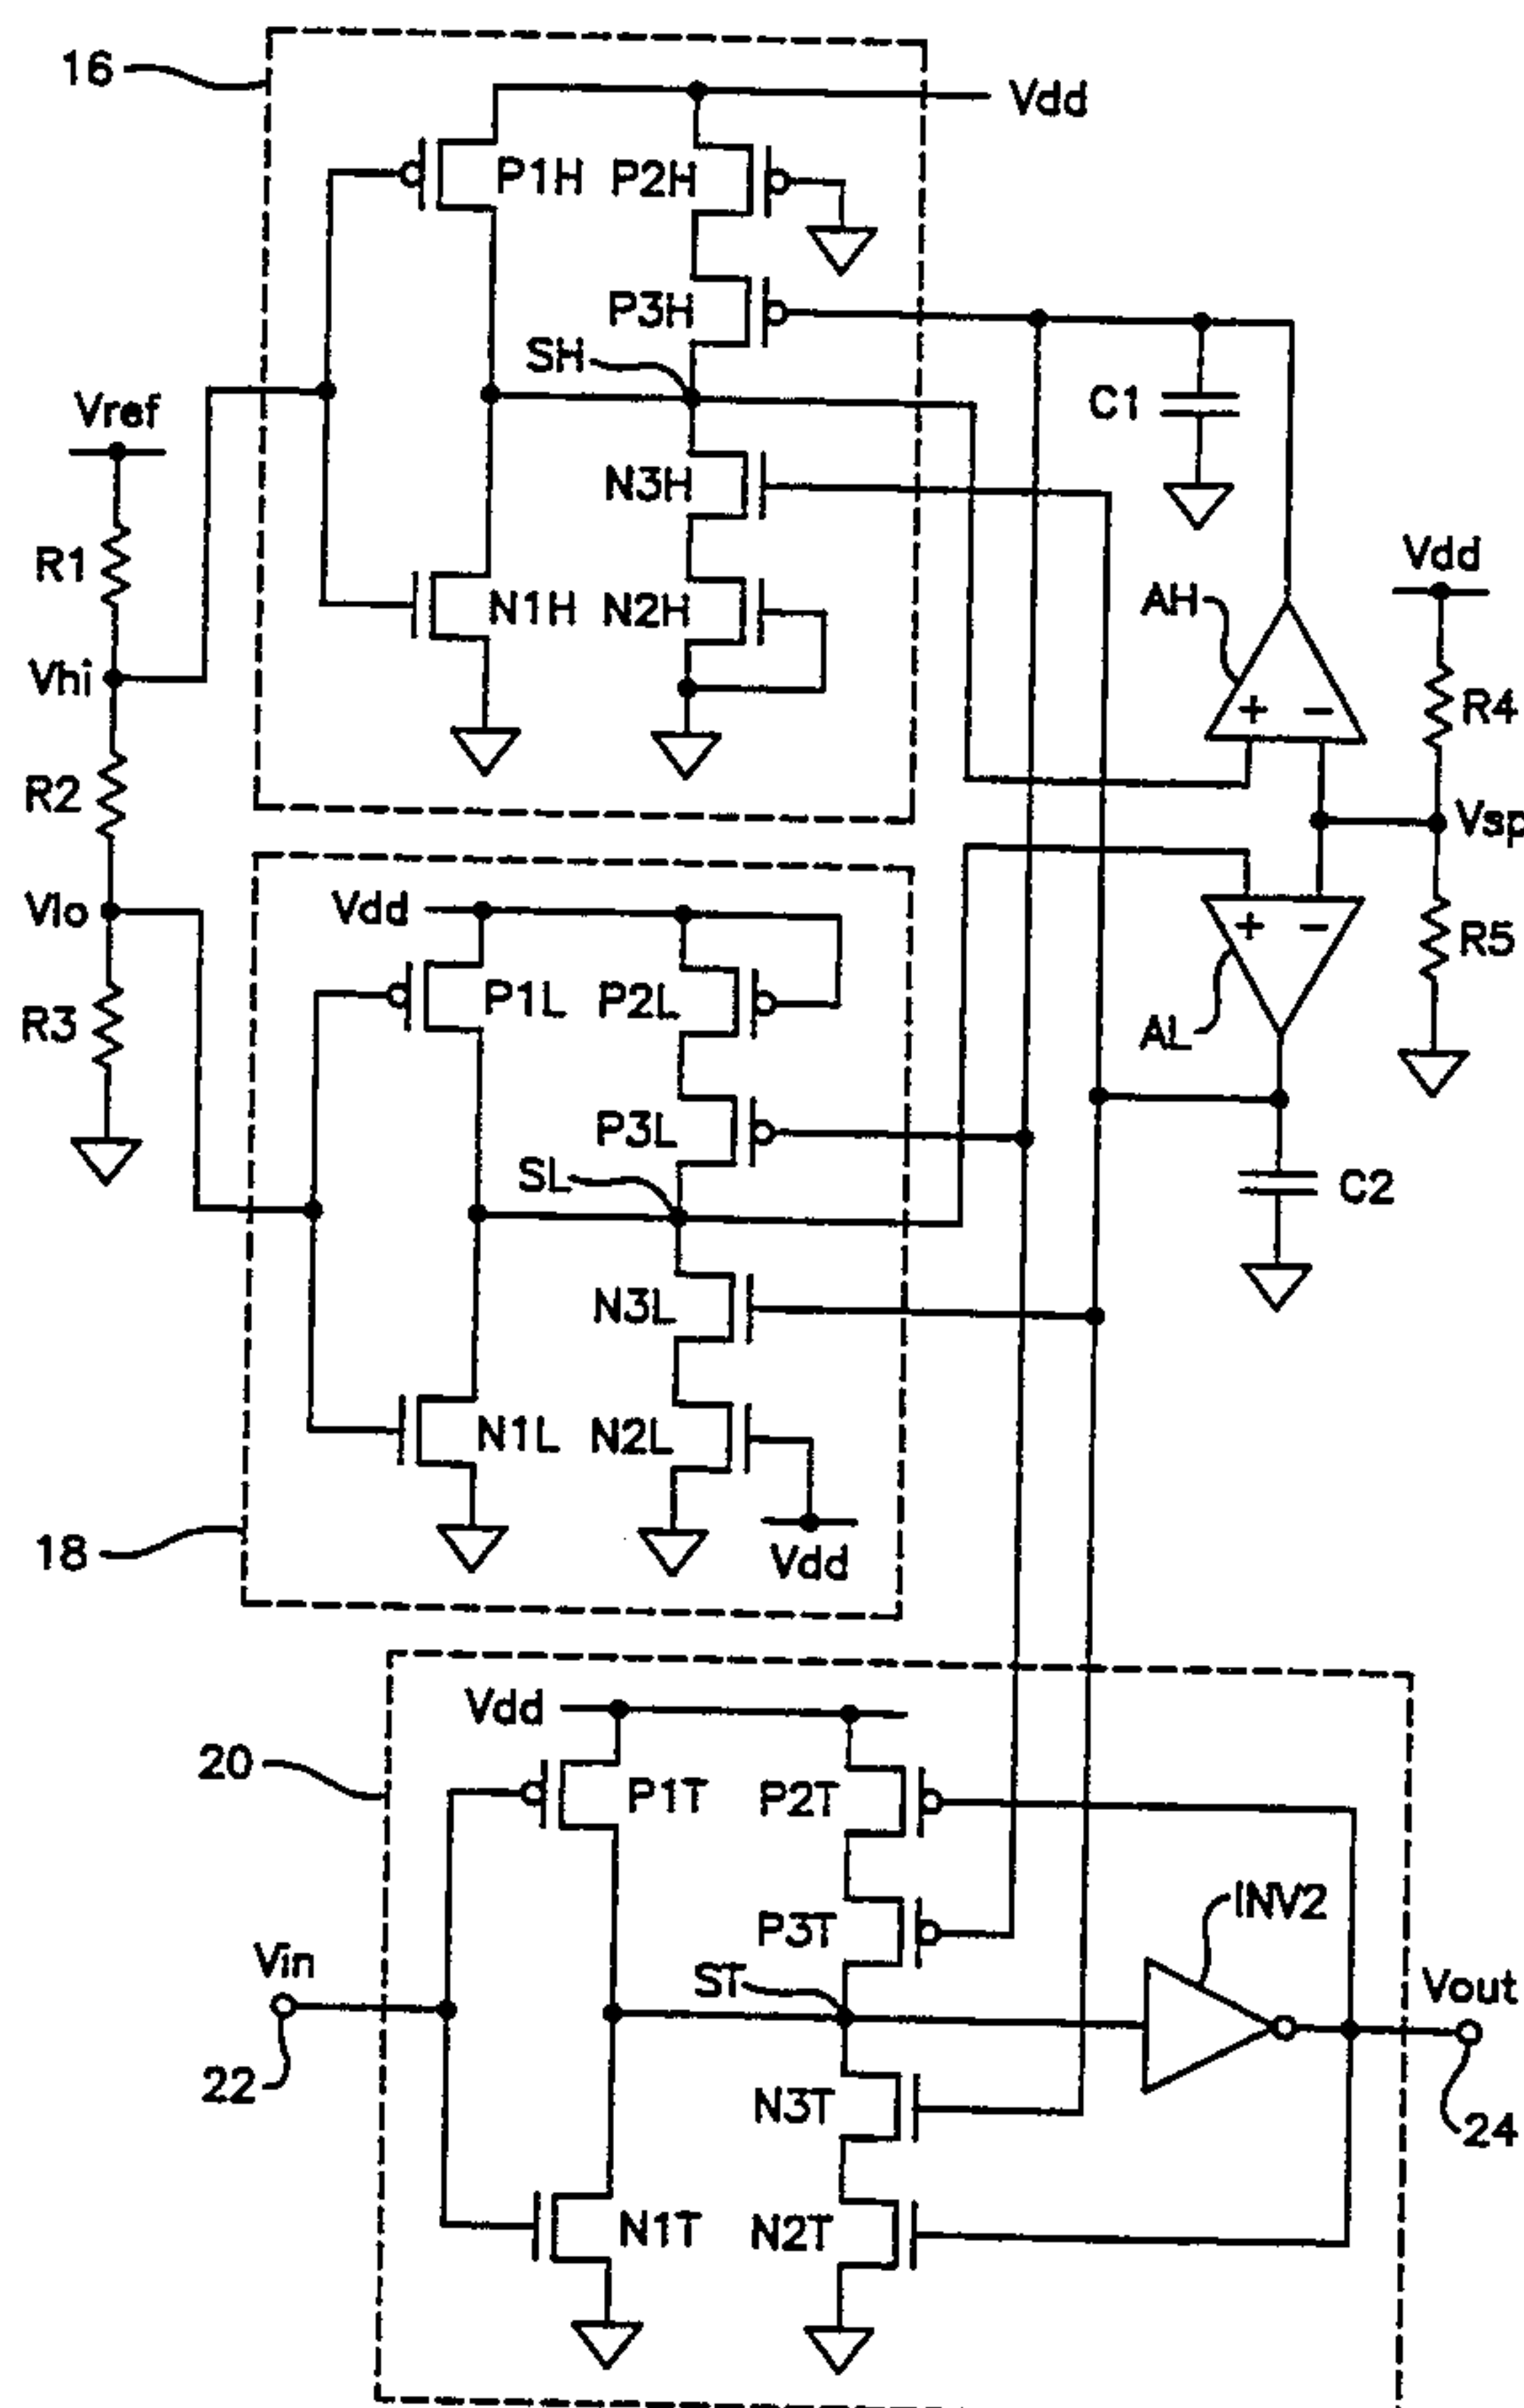 16
Vdd
P1H
P2H
P3H
SH
Vref
C1
N3H
R1
Vdd
N1H
N2H
AH
Vhi
R4
+ −
R2
Vsp
Vlo
Vdd
+ −
R5
P1L
P2L
R3
AL
P3L
SL
C2
N3L
N1L
N2L
18
Vdd
Vdd
20
P1T
P2T
INV2
P3T
Vin
ST
Vout
22
N3T
24
N1T
N2T